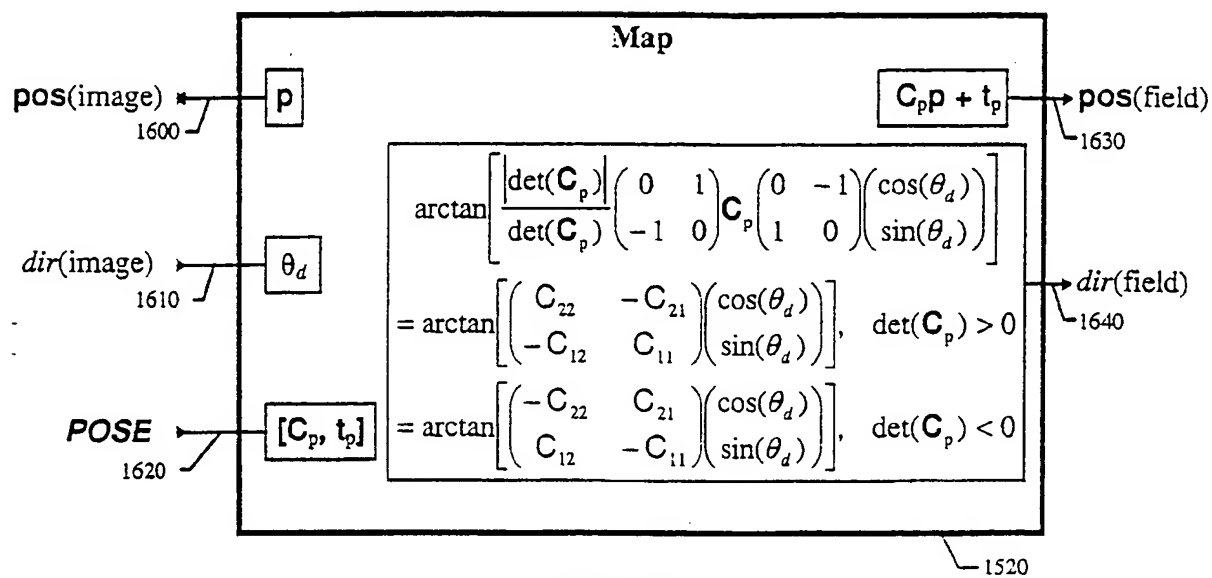 Map
pos(image)
1600
p
C_p p + t_p
pos(field)
1630
arctan[ |det(C_p)| / det(C_p) ( 0 1 ; -1 0 ) C_p ( 0 -1 ; 1 0 ) ( cos(θ_d) ; sin(θ_d) ) ]
dir(image)
1610
θ_d
= arctan[ ( C_22 -C_21 ; -C_12 C_11 ) ( cos(θ_d) ; sin(θ_d) ) ], det(C_p) > 0
dir(field)
1640
POSE
1620
[C_p, t_p]
= arctan[ ( -C_22 C_21 ; C_12 -C_11 ) ( cos(θ_d) ; sin(θ_d) ) ], det(C_p) < 0
1520